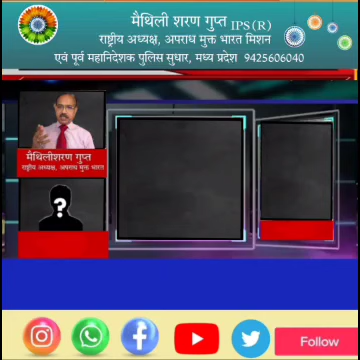 मैथिली शरण गुप्त IPS (R)
राष्ट्रीय अध्यक्ष, अपराध मुक्त भारत मिशन
एवं पूर्व महानिदेशक पुलिस सुधार, मध्य प्रदेश 9425606040
मैथिलीशरण गुप्त
राष्ट्रीय अध्यक्ष, अपराध मुक्त भारत
?
Follow